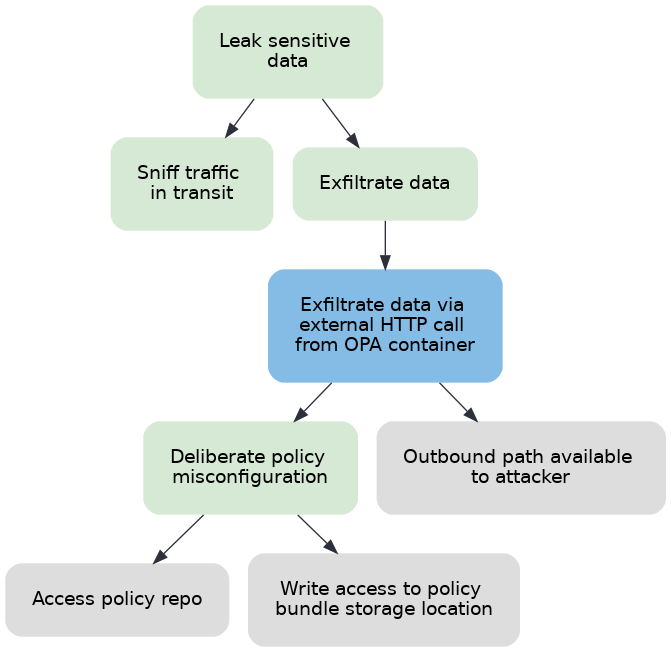 Leak sensitive
data
Sniff traffic
in transit
Exfiltrate data
Exfiltrate data via
external HTTP call
from OPA container
Deliberate policy
misconfiguration
Outbound path available
to attacker
Access policy repo
Write access to policy
bundle storage location